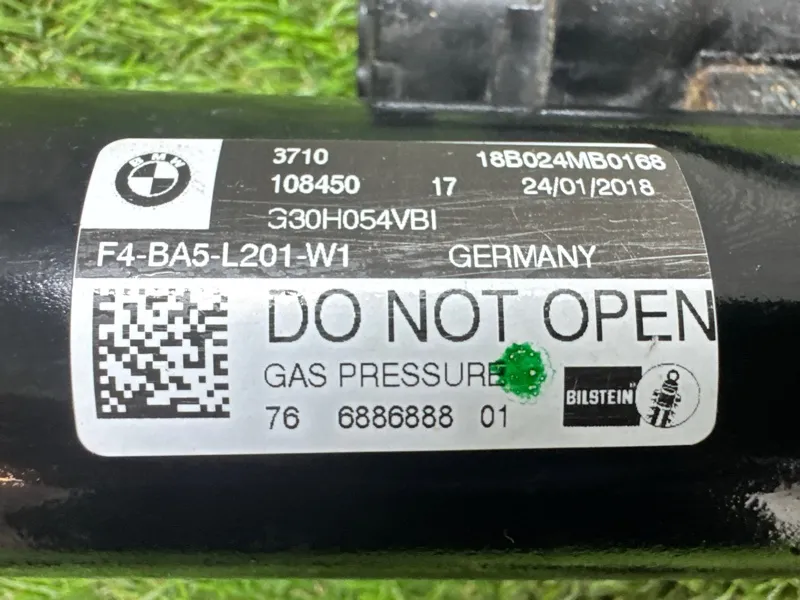 BMW
3710 18B024MB0168
108450 17 24/01/2018
G30H054VBI
F4-BA5-L201-W1 GERMANY
DO NOT OPEN
GAS PRESSURE
76 6886888 01
BILSTEIN